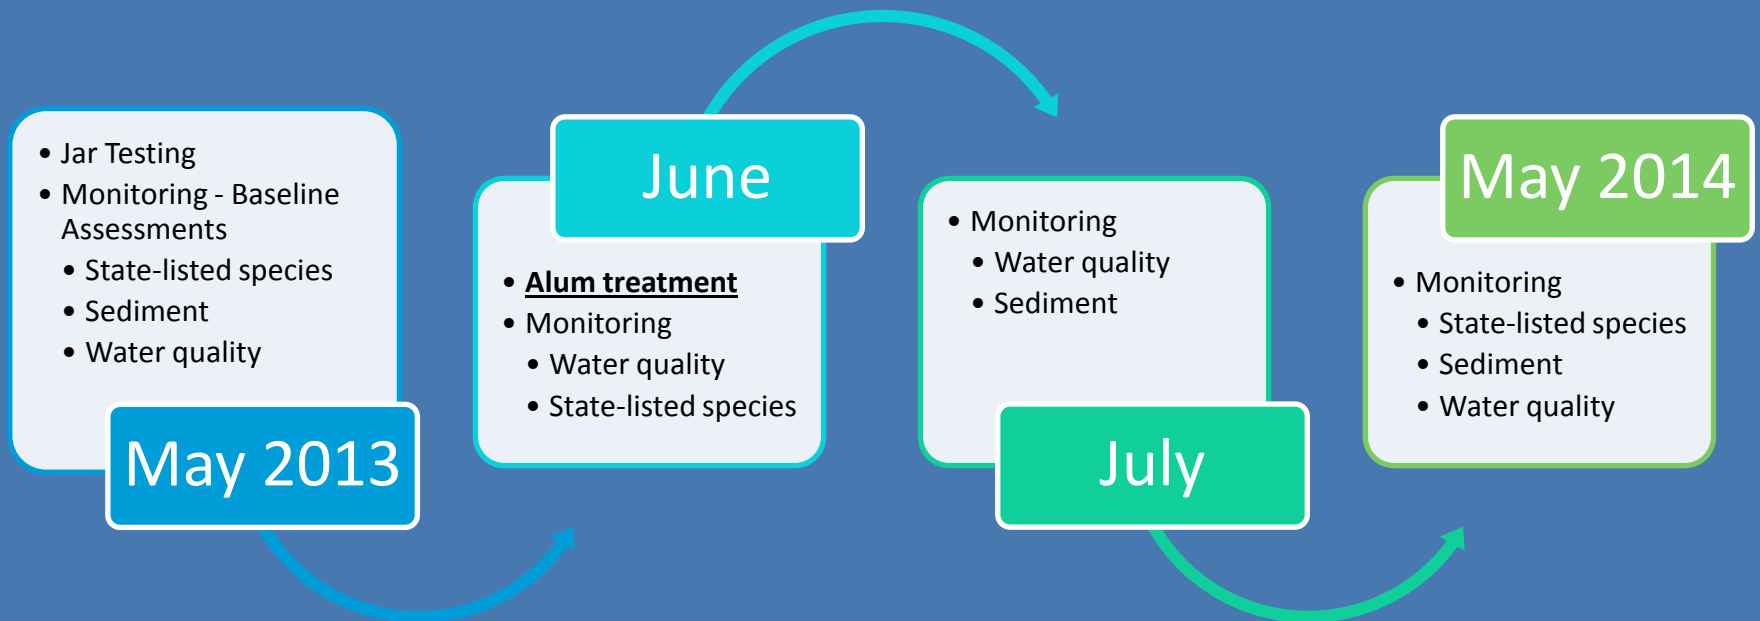 • Jar Testing
• Monitoring - Baseline
Assessments
• State-listed species
• Sediment
• Water quality
May 2013
June
• Alum treatment
• Monitoring
• Water quality
• State-listed species
• Monitoring
• Water quality
• Sediment
July
May 2014
• Monitoring
• State-listed species
• Sediment
• Water quality